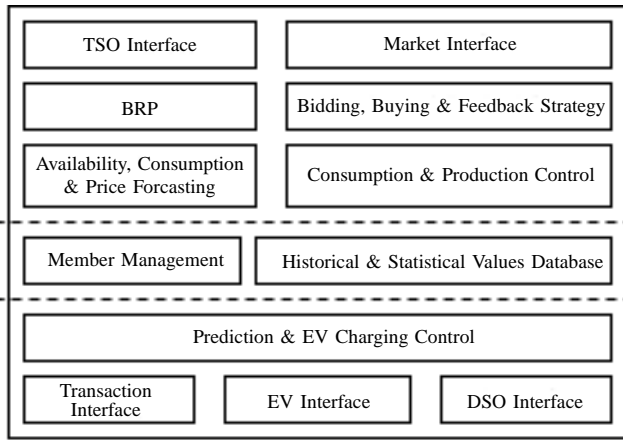 TSO Interface
Market Interface
BRP
Bidding, Buying & Feedback Strategy
Availability, Consumption
& Price Forcasting
Consumption & Production Control
Member Management
Historical & Statistical Values Database
Prediction & EV Charging Control
Transaction
Interface
EV Interface
DSO Interface